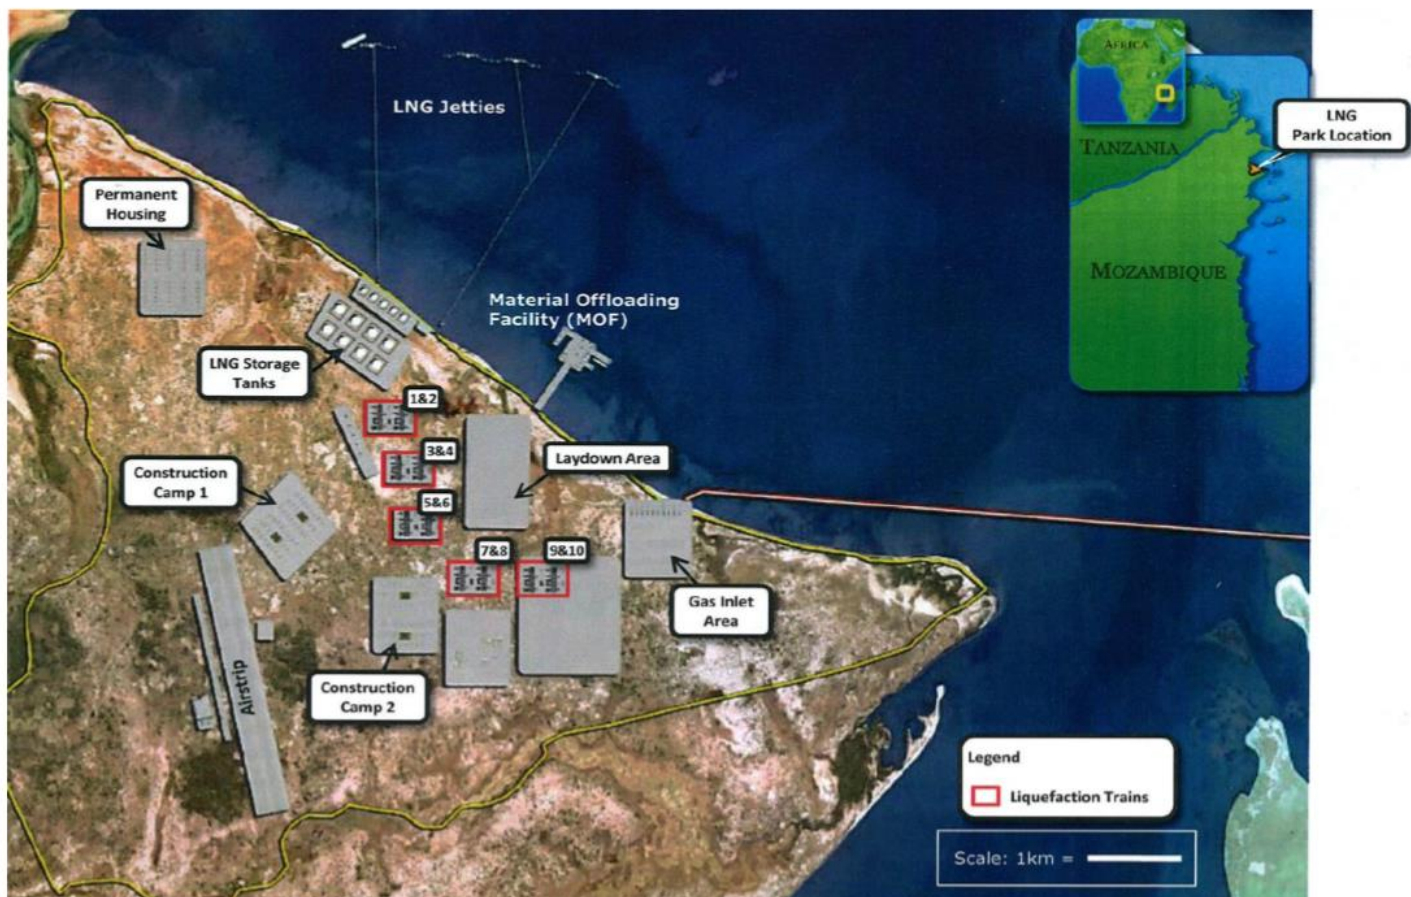 AFRICA
LNG
Park Location
TANZANIA
MOZAMBIQUE
LNG Jetties
Permanent
Housing
Material Offloading
Facility (MOF)
LNG Storage
Tanks
1&2
3&4
Laydown Area
Construction
Camp 1
5&6
7&8
9&10
Gas Inlet
Area
Airstrip
Construction
Camp 2
Legend
Liquefaction Trains
Scale: 1km =